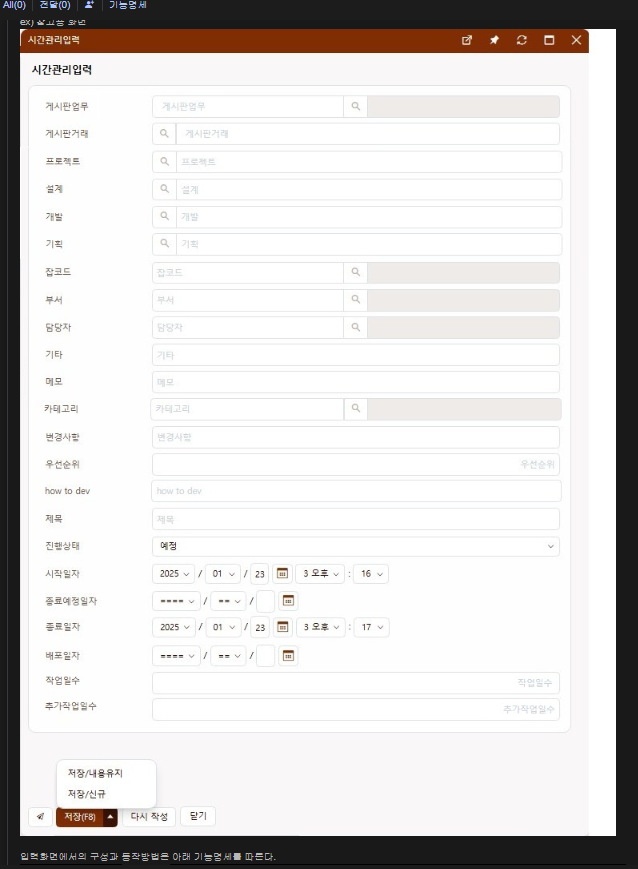 All(0) 전달(0) 기능명세
ex) 참고용 화면
시간관리입력
시간관리입력
게시판업무 게시판업무
게시판거래 게시판거래
프로젝트 프로젝트
설계 설계
개발 개발
기획 기획
잡코드 잡코드
부서 부서
담당자 담당자
기타 기타
메모 메모
카테고리 카테고리
변경사항 변경사항
우선순위 우선순위
how to dev how to dev
제목 제목
진행상태 예정
시작일자 2025 / 01 / 23 3 오후 : 16
종료예정일자 ==== / == /
종료일자 2025 / 01 / 23 3 오후 : 17
배포일자 ==== / == /
작업일수 작업일수
추가작업일수 추가작업일수
저장/내용유지
저장/신규
저장(F8) 다시 작성 닫기
입력화면에서의 구성과 동작방법은 아래 기능명세를 따른다.